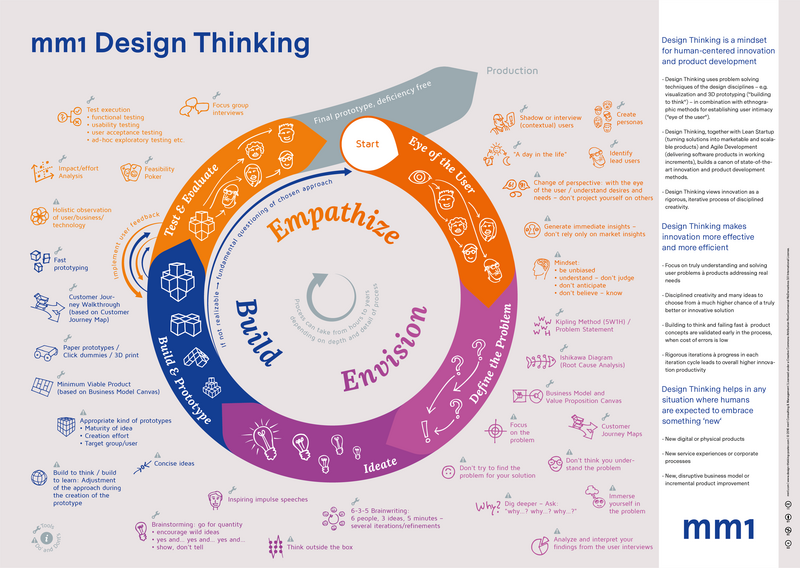 mm1 Design Thinking
Production
Final prototype, deficiency free
Start
Eye of the User
Define the Problem
Ideate
Build & Prototype
Test & Evaluate
Empathize
Envision
Build
Process can take from hours to years
depending on depth and detail of process
If not realizable → fundamental questioning of chosen approach
Implement user feedback
Test execution
• functional testing
• usability testing
• user acceptance testing
• ad-hoc exploratory testing etc.
Focus group
interviews
Impact/effort
Analysis
Feasibility
Poker
Holistic observation
of user/business/
technology
Fast
prototyping
Customer Jour-
ney Walkthrough
(based on Customer
Journey Map)
Paper prototypes /
Click dummies / 3D print
Minimum Viable Product
(based on Business Model Canvas)
Appropriate kind of prototypes
• Maturity of idea
• Creation effort
• Target group/user
Build to think / build
to learn: Adjustment
of the approach during
the creation of the
prototype
Concise ideas
Tools
Do and Don'ts
Shadow or interview
(contextual) users
Create
personas
"A day in the life"
Identify
lead users
Change of perspective: with the eye
of the user / understand desires and
needs – don't project yourself on others
Generate immediate insights –
don't rely only on market insights
Mindset:
• be unbiased
• understand – don't judge
• don't anticipate
• don't believe – know
Kipling Method (5W1H) /
Problem Statement
Ishikawa Diagram
(Root Cause Analysis)
Business Model and
Value Proposition Canvas
Focus
on the
problem
Customer
Journey Maps
Don't try to find the
problem for your solution
Don't think you under-
stand the problem
Why?
Dig deeper – Ask:
"why...? why...? why...?"
Immerse
yourself in
the problem
Analyze and interpret your
findings from the user interviews
Inspiring impulse speeches
Brainstorming: go for quantity
• encourage wild ideas
• yes and... yes and... yes and...
• show, don't tell
6-3-5 Brainwriting:
6 people, 3 ideas, 5 minutes –
several iterations/refinements
Think outside the box
Design Thinking is a mindset
for human-centered innovation
and product development
- Design Thinking uses problem solving
techniques of the design disciplines – e.g.
visualization and 3D prototyping ("building
to think") – in combination with ethnogra-
phic methods for establishing user intimacy
("eye of the user").
- Design Thinking, together with Lean Startup
(turning solutions into marketable and scala-
ble products) and Agile Development
(delivering software products in working
increments), builds a canon of state-of-the-
art innovation and product development
methods.
- Design Thinking views innovation as a
rigorous, iterative process of disciplined
creativity.
Design Thinking makes
innovation more effective
and more efficient
- Focus on truly understanding and solving
user problems à products addressing real
needs
- Disciplined creativity and many ideas to
choose from à much higher chance of a truly
better or innovative solution
- Building to think and failing fast à product
concepts are validated early in the process,
when cost of errors is low
- Rigorous iterations à progress in each
iteration cycle leads to overall higher innova-
tion productivity
Design Thinking helps in any
situation where humans
are expected to embrace
something 'new'
- New digital or physical products
- New service experiences or corporate
processes
- New, disruptive business model or
incremental product improvement
mm1